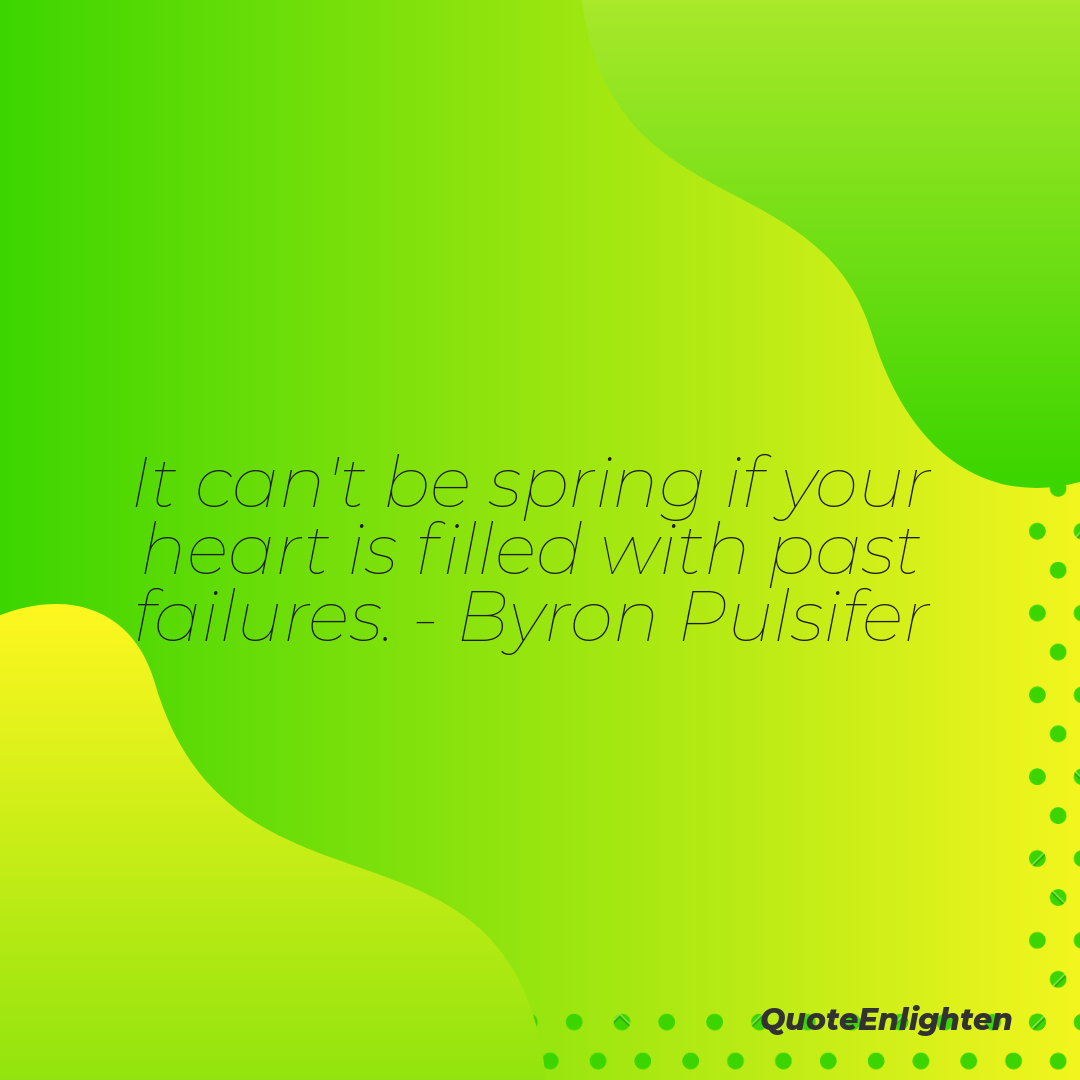 It can't be spring if your
heart is filled with past
failures. - Byron Pulsifer
QuoteEnlighten